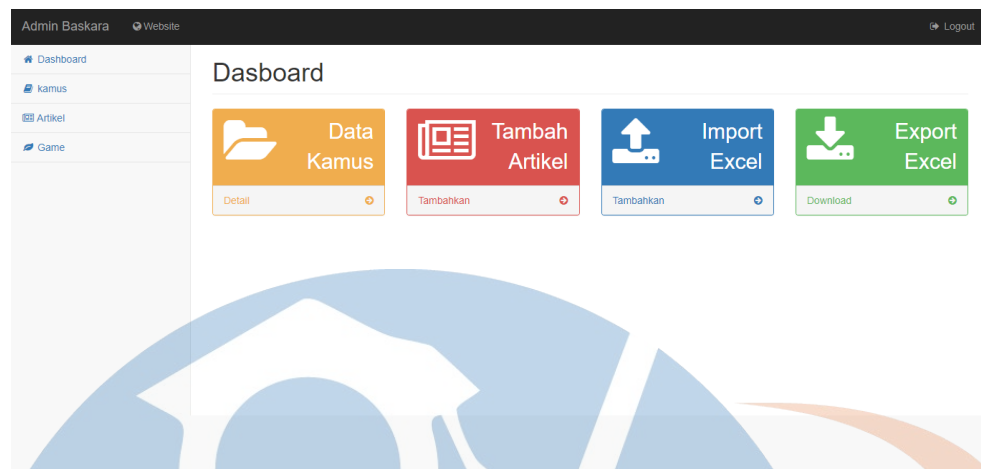 Admin Baskara Website Logout
Dashboard
kamus
Artikel
Game
Dasboard
Data
Kamus
Detail
Tambah
Artikel
Tambahkan
Import
Excel
Tambahkan
Export
Excel
Download